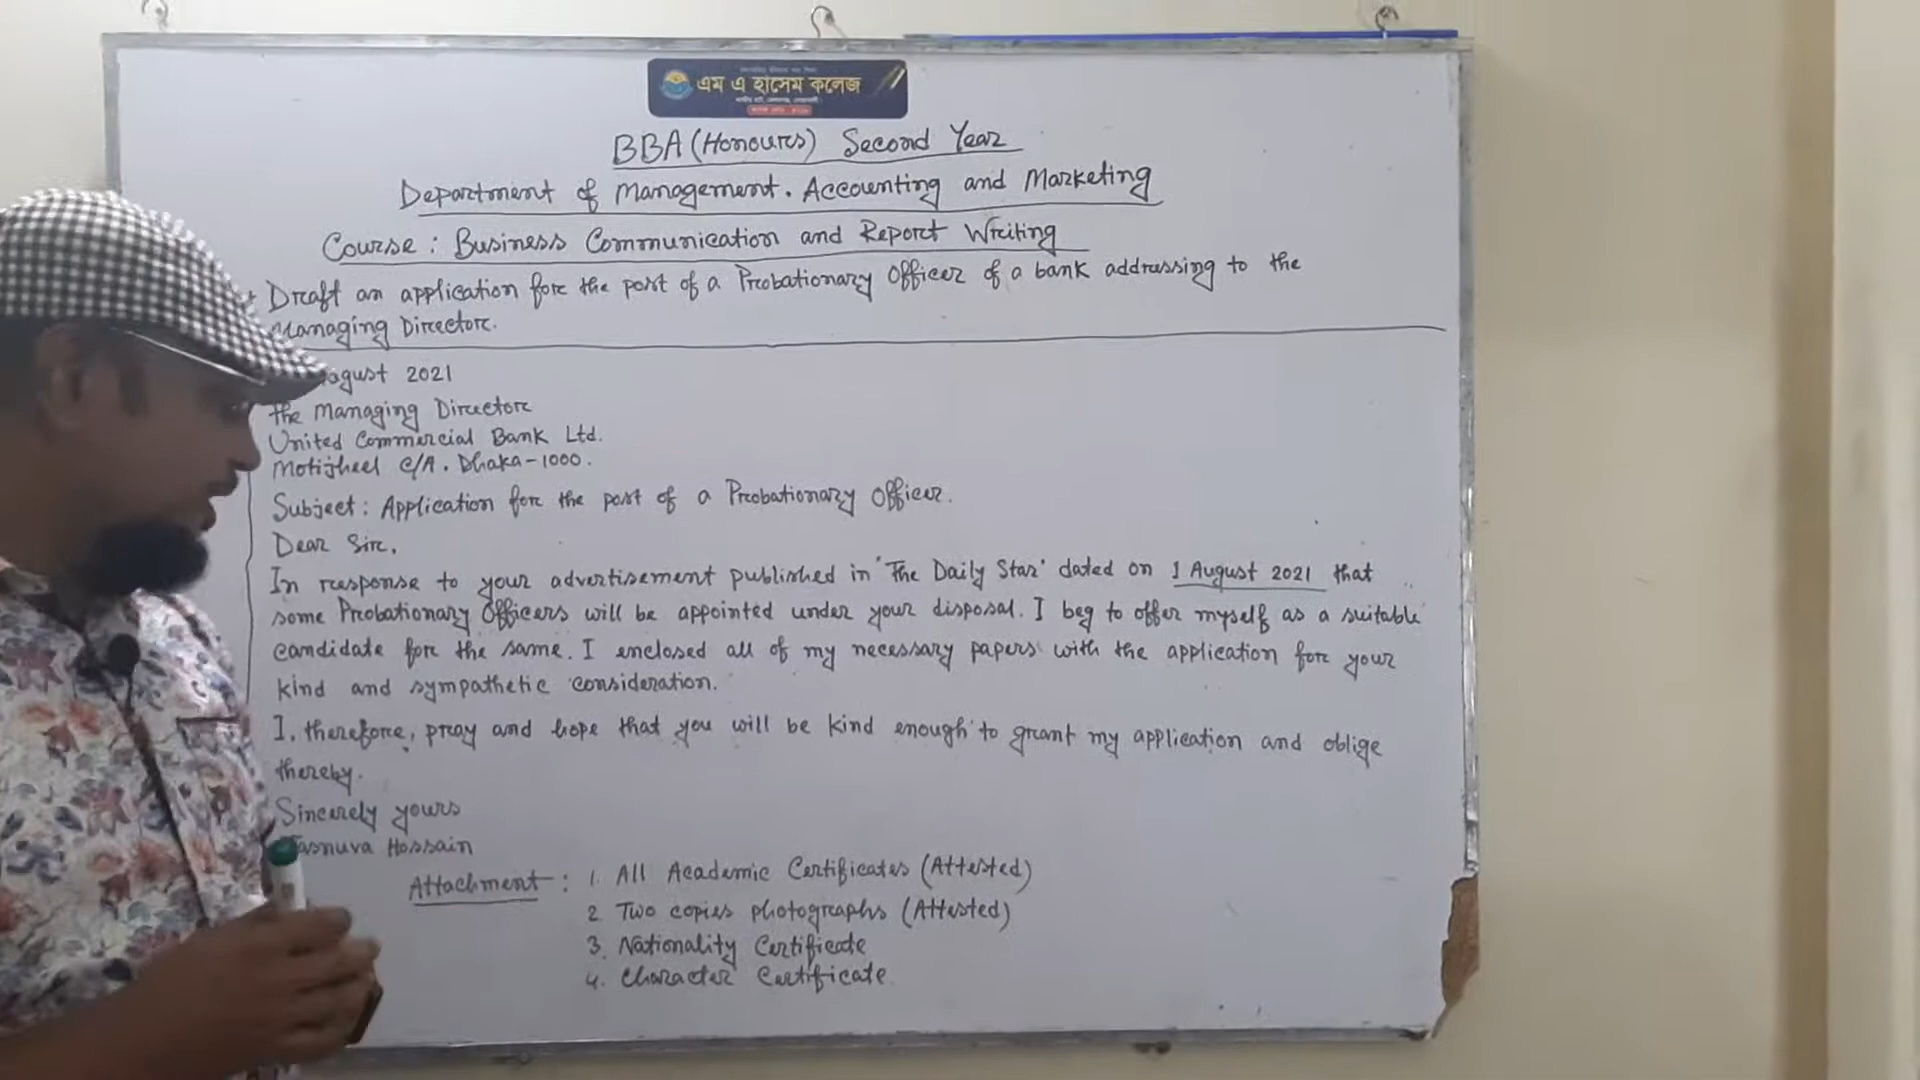 এম এ হাসেম কলেজ
BBA (Honours) Second Year
Department of Management. Accounting and Marketing
Course: Business Communication and Report Writing
Draft an application for the post of a Probationary Officer of a bank addressing to the
Managing Director.
August 2021
The Managing Director
United Commercial Bank Ltd.
Motijheel C/A. Dhaka-1000.
Subject: Application for the post of a Probationary Officer.
Dear Sir,
In response to your advertisement published in 'The Daily Star' dated on 1 August 2021 that
some Probationary Officers will be appointed under your disposal. I beg to offer myself as a suitable
candidate for the same. I enclosed all of my necessary papers with the application for your
kind and sympathetic consideration.
I, therefore, pray and hope that you will be kind enough to grant my application and oblige
thereby.
Sincerely yours
Tasnuva Hossain
Attachment: 1. All Academic Certificates (Attested)
2. Two copies photographs (Attested)
3. Nationality Certificate
4. Character Certificate